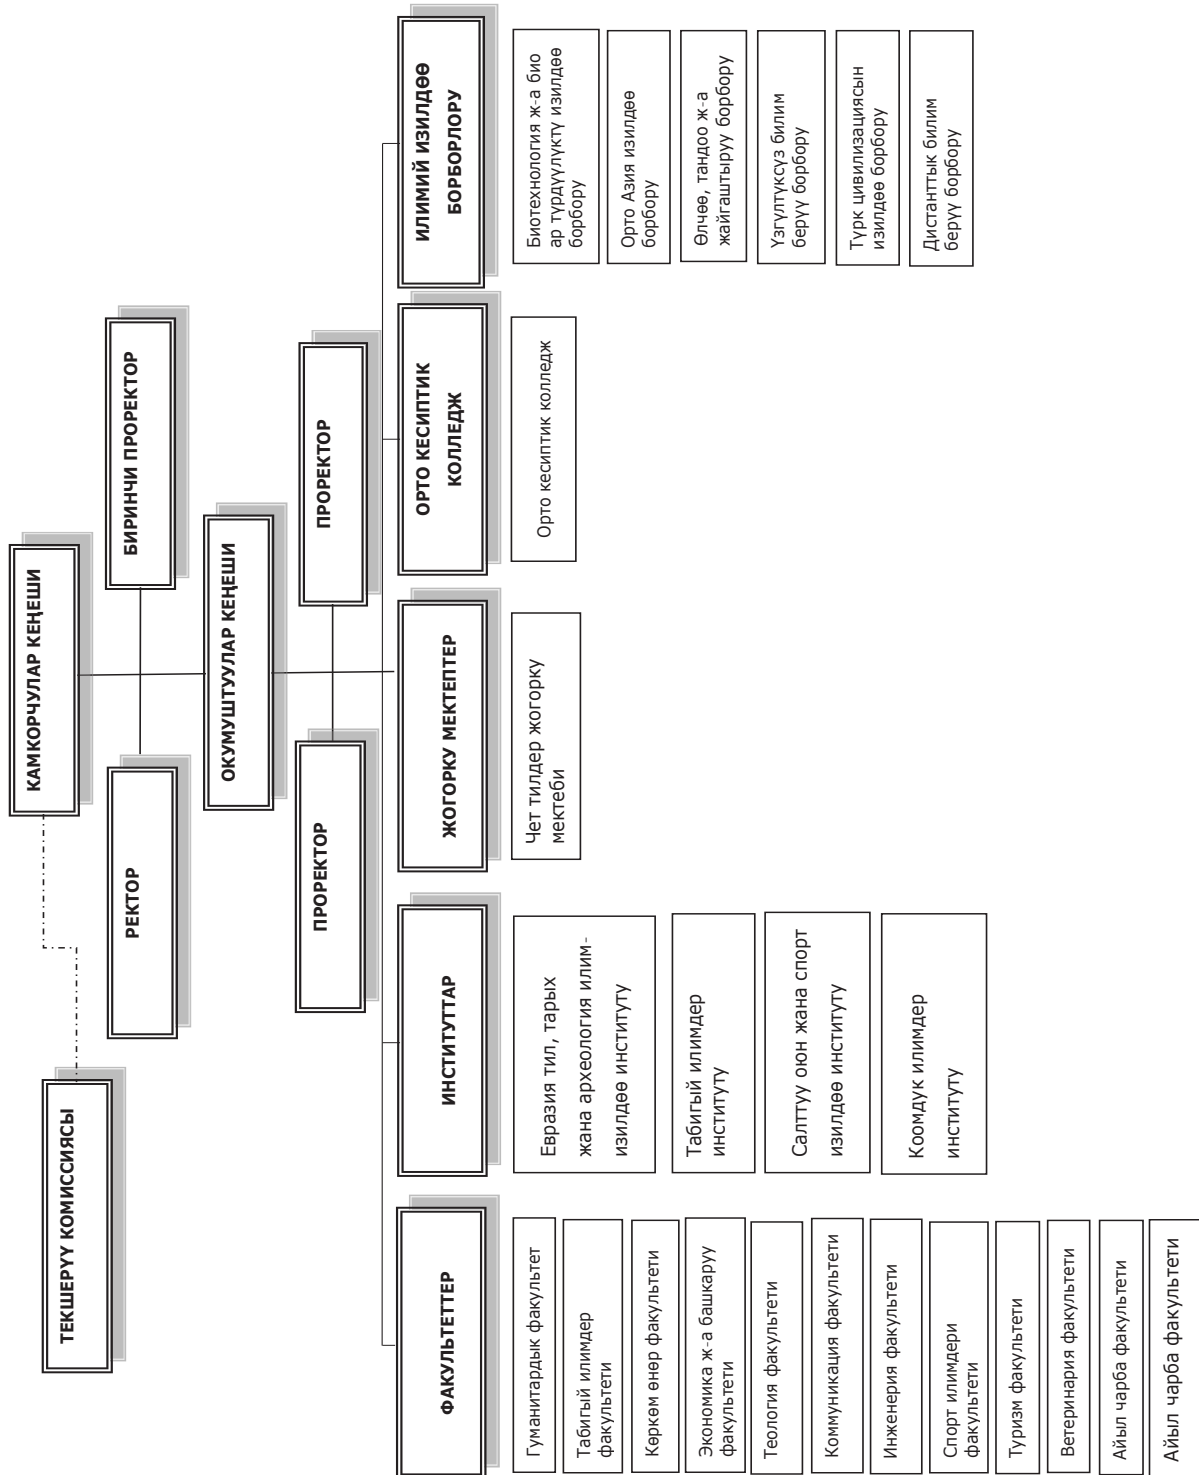 КАМКОРЧУЛАР КЕҢЕШИ
ТЕКШЕРҮҮ КОМИССИЯСЫ
РЕКТОР
БИРИНЧИ ПРОРЕКТОР
ОКУМУШТУУЛАР КЕҢЕШИ
ПРОРЕКТОР
ПРОРЕКТОР
ФАКУЛЬТЕТТЕР
Гуманитардык факультет
Табигый илимдер
факультети
Көркөм өнөр факультети
Экономика ж-а башкаруу
факультети
Теология факультети
Коммуникация факультети
Инженерия факультети
Спорт илимдери
факультети
Туризм факультети
Ветеринария факультети
Айыл чарба факультети
Айыл чарба факультети
ИНСТИТУТТАР
Евразия тил, тарых
жана археология илим-
изилдөө институту
Табигый илимдер
институту
Салттуу оюн жана спорт
изилдөө институту
Коомдук илимдер
институту
ЖОГОРКУ МЕКТЕПТЕР
Чет тилдер жогорку
мектеби
ОРТО КЕСИПТИК
КОЛЛЕДЖ
Орто кесиптик колледж
ИЛИМИЙ ИЗИЛДӨӨ
БОРБОРЛОРУ
Биотехнология ж-а био
ар түрдүүлүктү изилдөө
борбору
Орто Азия изилдөө
борбору
Өлчөө, тандоо ж-а
жайгаштыруу борбору
Үзгүлтүксүз билим
берүү борбору
Түрк цивилизациясын
изилдөө борбору
Дистанттык билим
берүү борбору